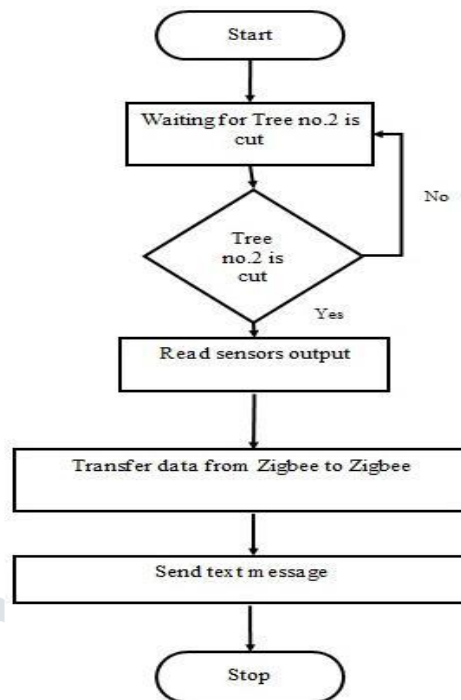 Start
Waiting for Tree no.2 is
cut
Tree
no.2 is
cut
No
Yes
Read sensors output
Transfer data from Zigbee to Zigbee
Send text message
Stop